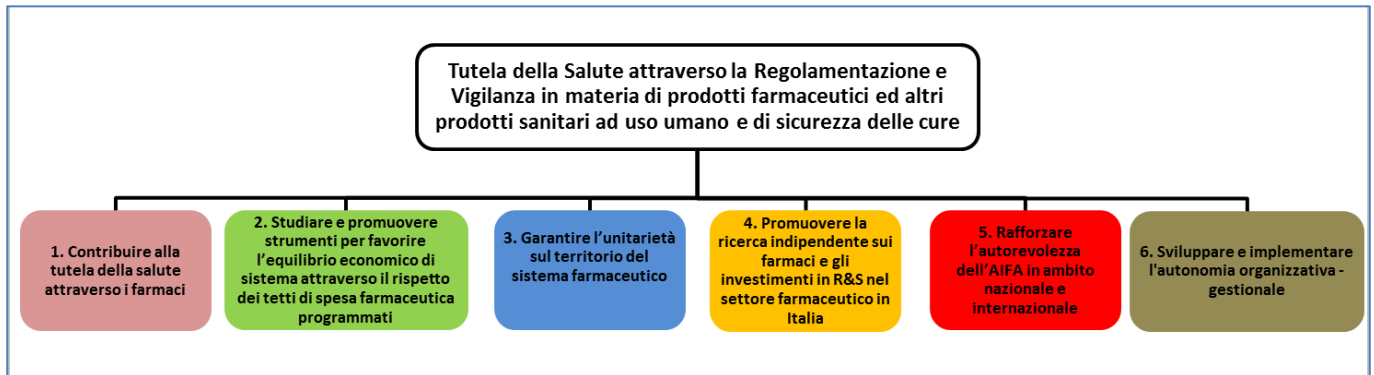 Tutela della Salute attraverso la Regolamentazione e
Vigilanza in materia di prodotti farmaceutici ed altri
prodotti sanitari ad uso umano e di sicurezza delle cure
1. Contribuire alla
tutela della salute
attraverso i farmaci
2. Studiare e promuovere
strumenti per favorire
l'equilibrio economico di
sistema attraverso il rispetto
dei tetti di spesa farmaceutica
programmati
3. Garantire l'unitarietà
sul territorio del
sistema farmaceutico
4. Promuovere la
ricerca indipendente sui
farmaci e gli
investimenti in R&S nel
settore farmaceutico in
Italia
5. Rafforzare
l'autorevolezza
dell'AIFA in ambito
nazionale e
internazionale
6. Sviluppare e implementare
l'autonomia organizzativa -
gestionale